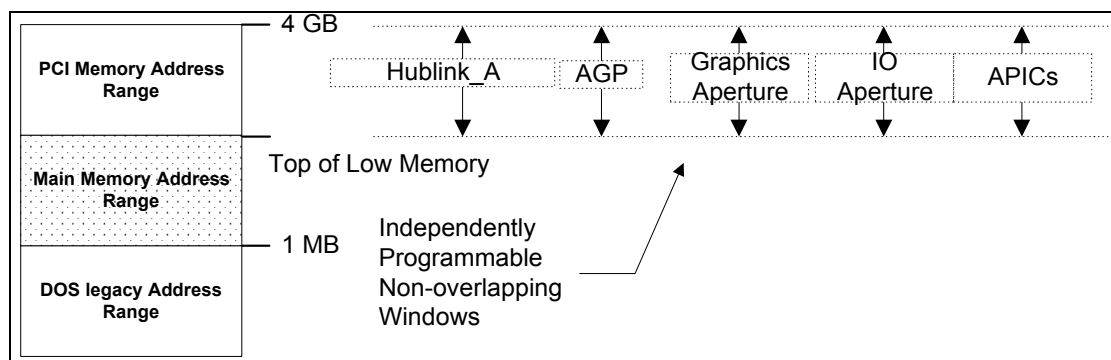 4 GB
PCI Memory Address
Range
Hublink_A
AGP
Graphics
Aperture
IO
Aperture
APICs
Top of Low Memory
Main Memory Address
Range
1 MB
Independently
Programmable
Non-overlapping
Windows
DOS legacy Address
Range